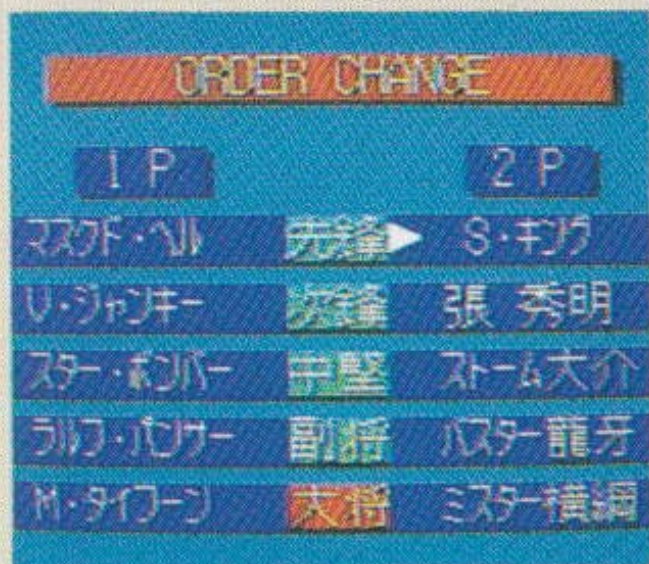 ORDER CHANGE
1P 2P
マスクド・ヘル 先鋒 S・キング
V・ジャンキー 次鋒 張 秀明
スター・ボンバー 中堅 ストーム大介
ラルフ・パンサー 副将 バスター龍牙
M・タイフーン 大将 ミスター横綱